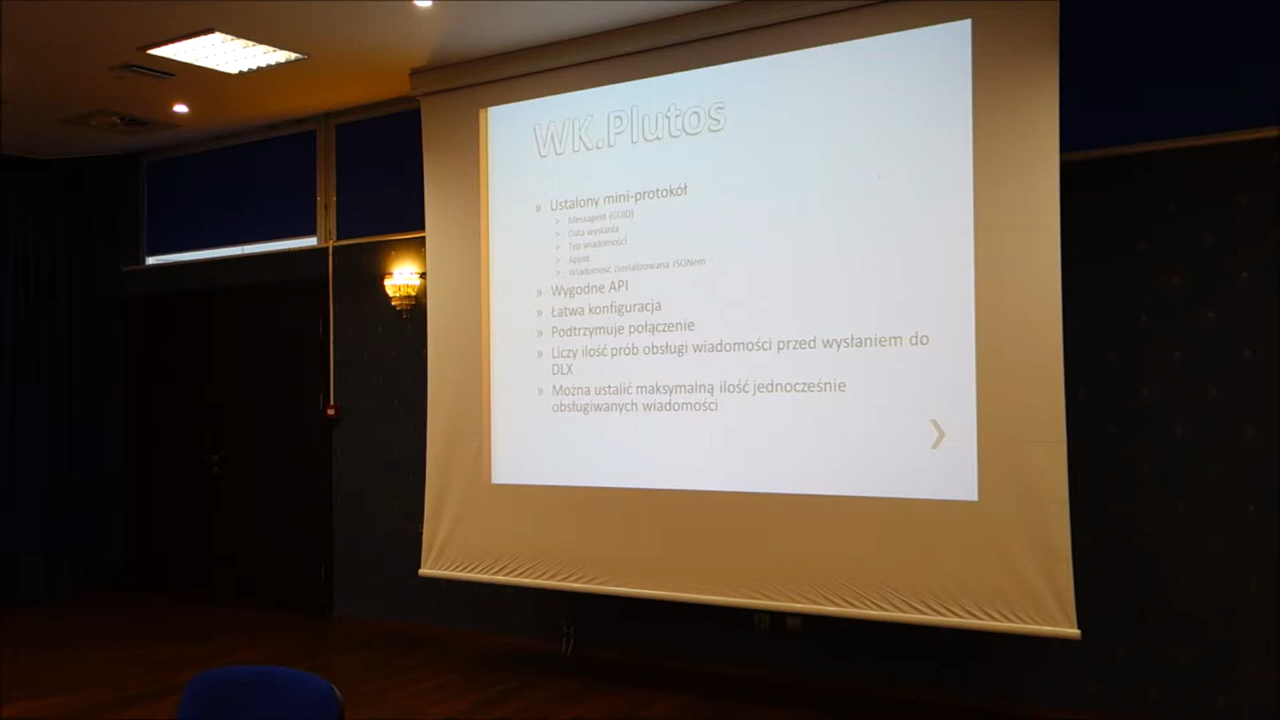 WK.Plutos
» Ustalony mini-protokół
> MessageId (GUID)
> Data wysłania
> Typ wiadomości
> AppId
> Wiadomość zserializowana JSONem
» Wygodne API
» Łatwa konfiguracja
» Podtrzymuje połączenie
» Liczy ilość prób obsługi wiadomości przed wysłaniem do
DLX
» Można ustalić maksymalną ilość jednocześnie
obsługiwanych wiadomości